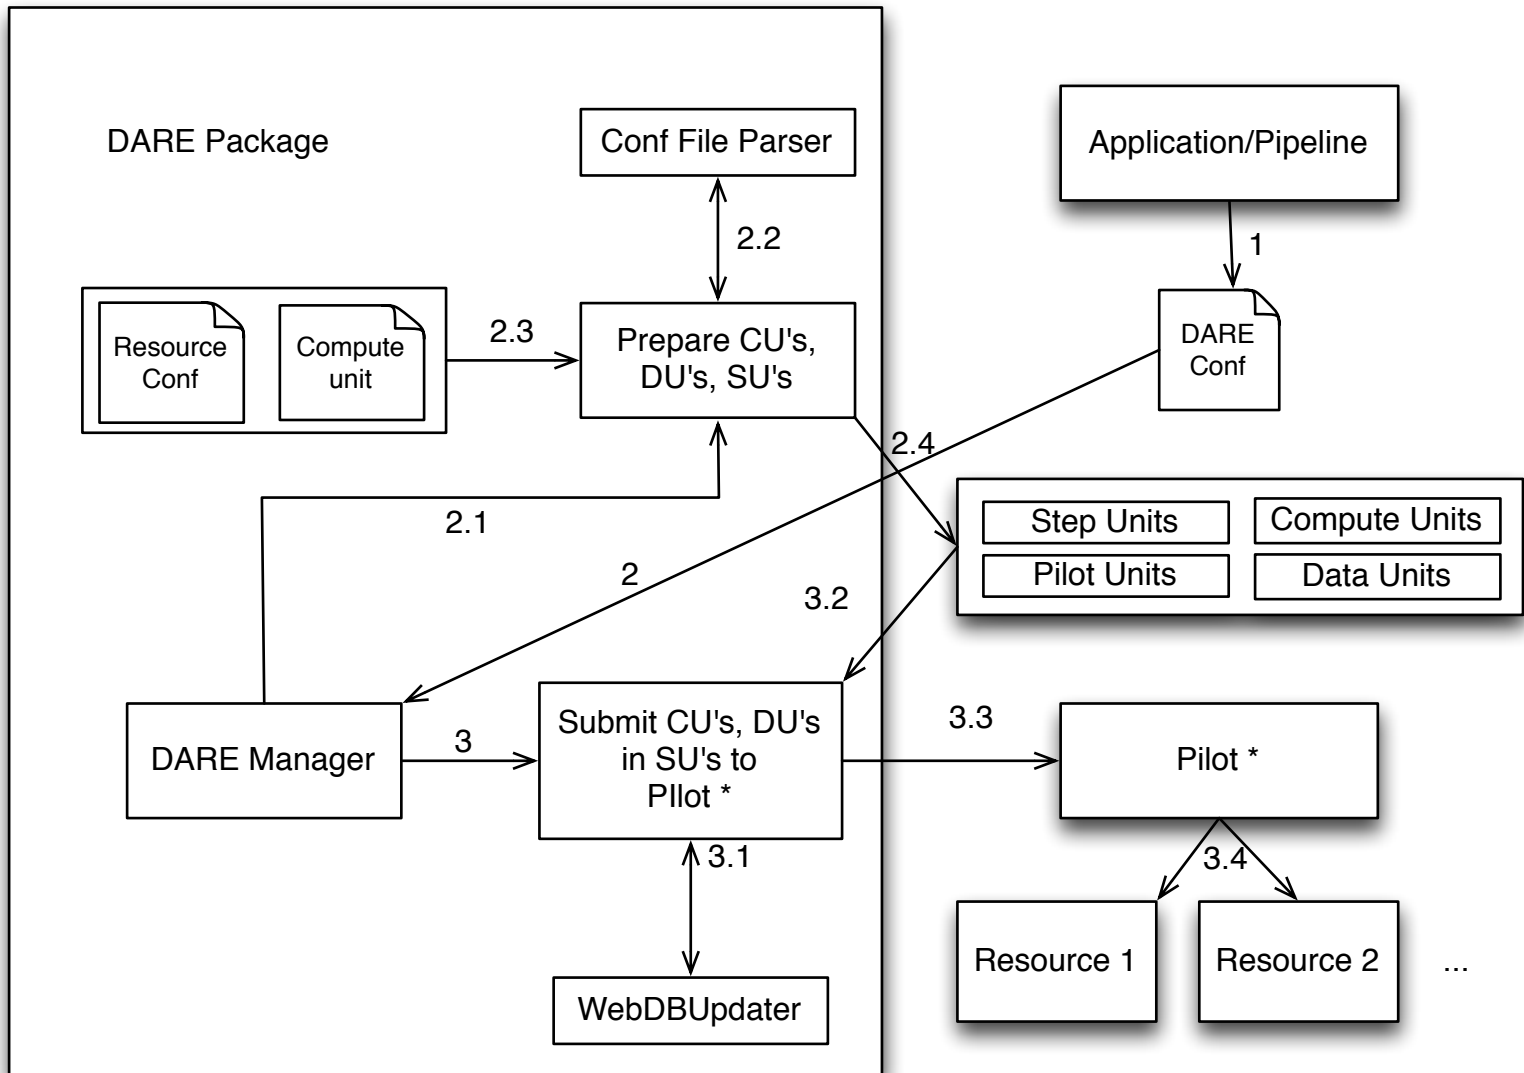 DARE Package
Conf File Parser
Application/Pipeline
2.2
1
Resource
Conf
Compute
unit
2.3
Prepare CU's,
DU's, SU's
DARE
Conf
2.4
2.1
Step Units
Compute Units
Pilot Units
Data Units
2
3.2
DARE Manager
3
Submit CU's, DU's
in SU's to
PIlot *
3.3
Pilot *
3.1
3.4
Resource 1
Resource 2
...
WebDBUpdater